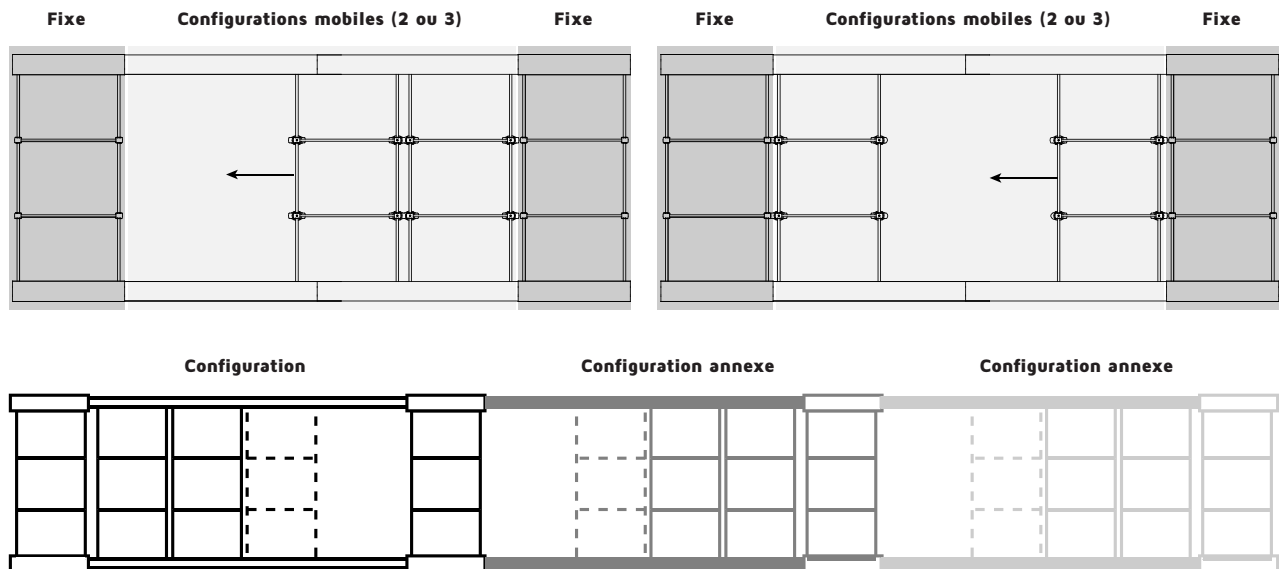 Fixe Configurations mobiles (2 ou 3) Fixe Fixe Configurations mobiles (2 ou 3) Fixe
Configuration Configuration annexe Configuration annexe